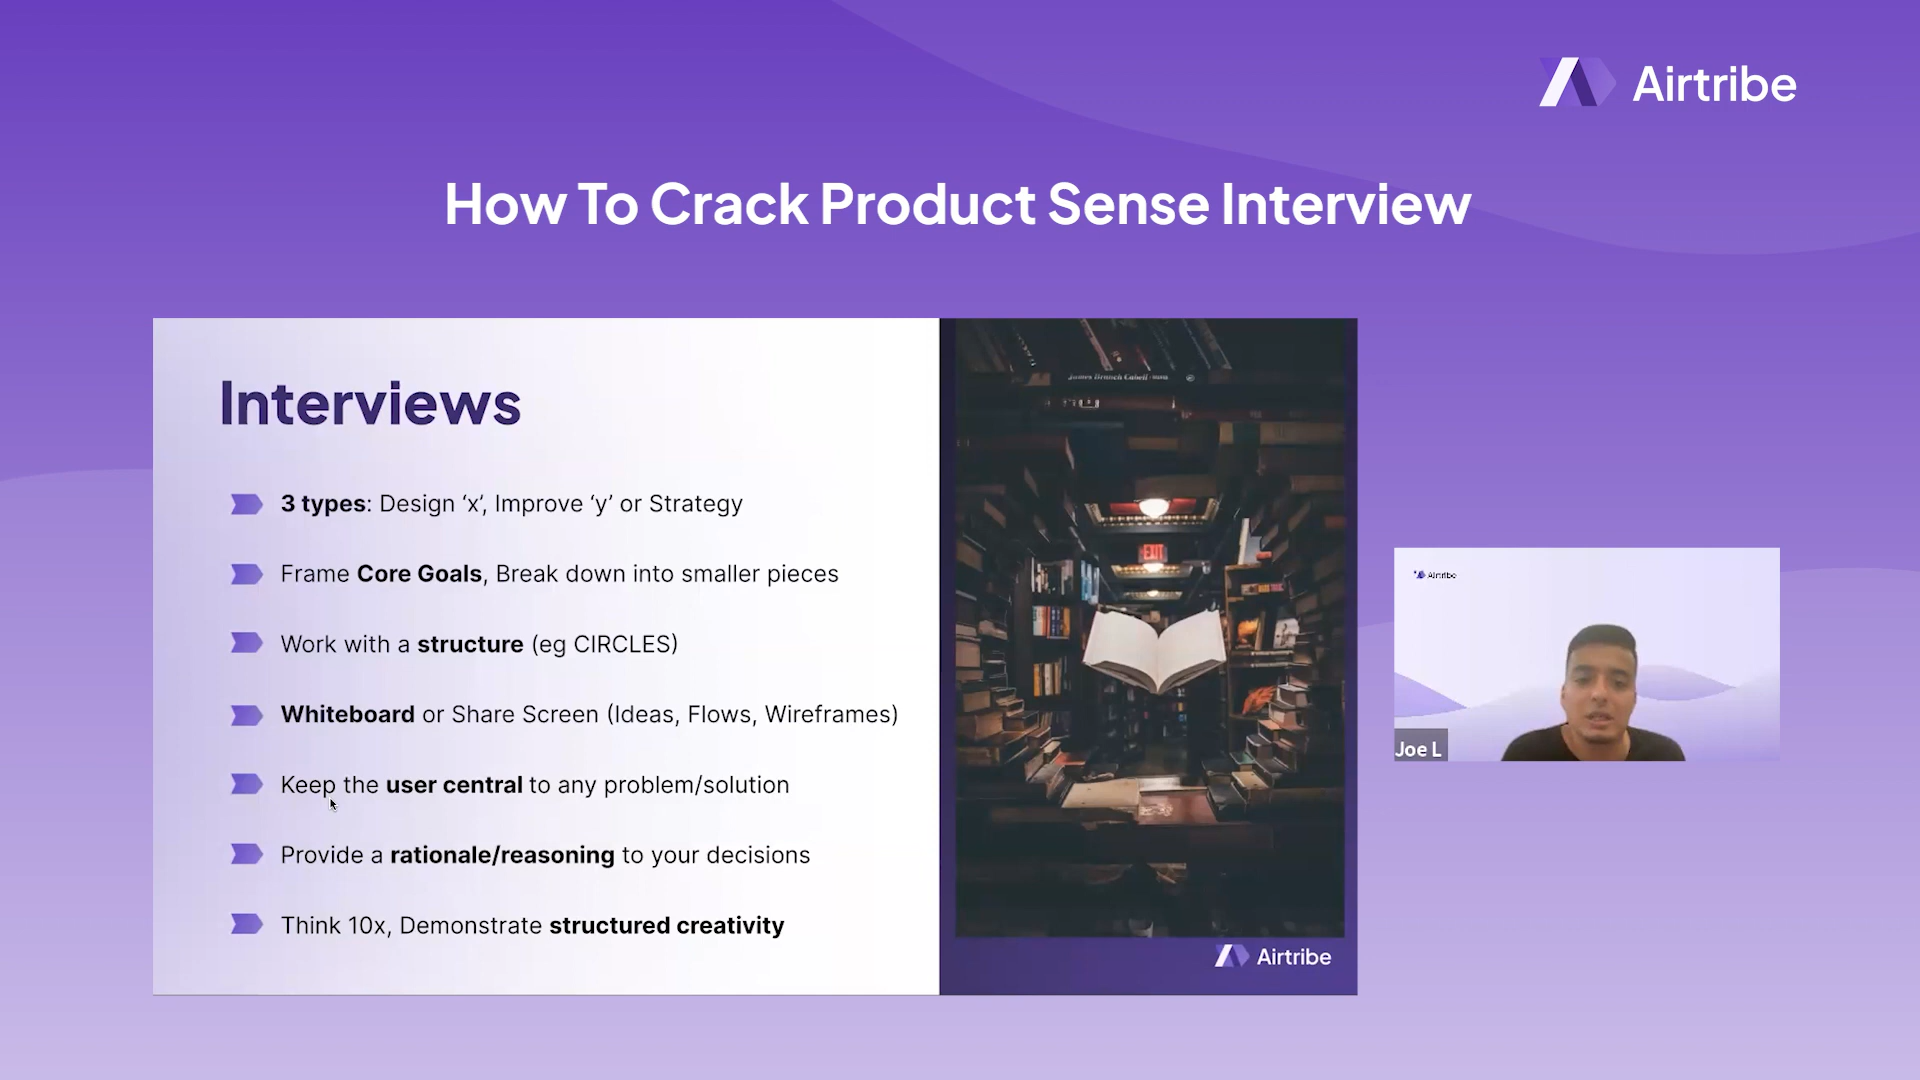 Airtribe
How To Crack Product Sense Interview
Interviews
3 types: Design ‘x’, Improve ‘y’ or Strategy
Frame Core Goals, Break down into smaller pieces
Work with a structure (eg CIRCLES)
Whiteboard or Share Screen (Ideas, Flows, Wireframes)
Keep the user central to any problem/solution
Provide a rationale/reasoning to your decisions
Think 10x, Demonstrate structured creativity
James Branch Cabell
EXIT
Airtribe
Airtribe
Joe L